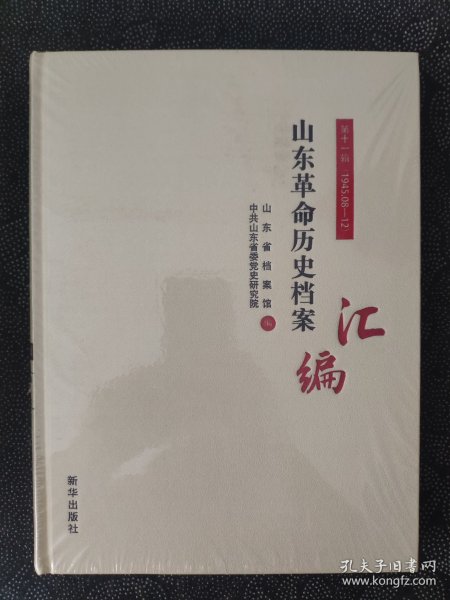 第十一辑（1945.08—12）
山东革命历史档案
汇编
山东省档案馆
中共山东省委党史研究院
编
新华出版社
孔夫子旧书网
www.kongfz.com